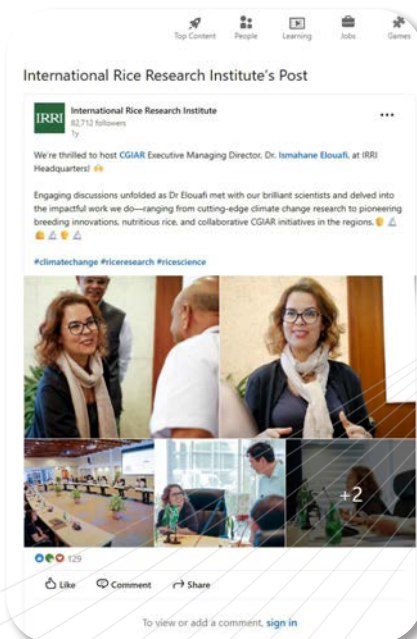 Top Content People Learning Jobs Games
International Rice Research Institute's Post
IRRI
International Rice Research Institute
82,712 followers
1y
We're thrilled to host CGIAR Executive Managing Director, Dr. Ismahane Elouafi, at IRRI
Headquarters! 🙌
Engaging discussions unfolded as Dr Elouafi met with our brilliant scientists and delved into
the impactful work we do—ranging from cutting-edge climate change research to pioneering
breeding innovations, nutritious rice, and collaborative CGIAR initiatives in the regions.
#climatechange #riceresearch #ricescience
+2
129
Like Comment Share
To view or add a comment, sign in